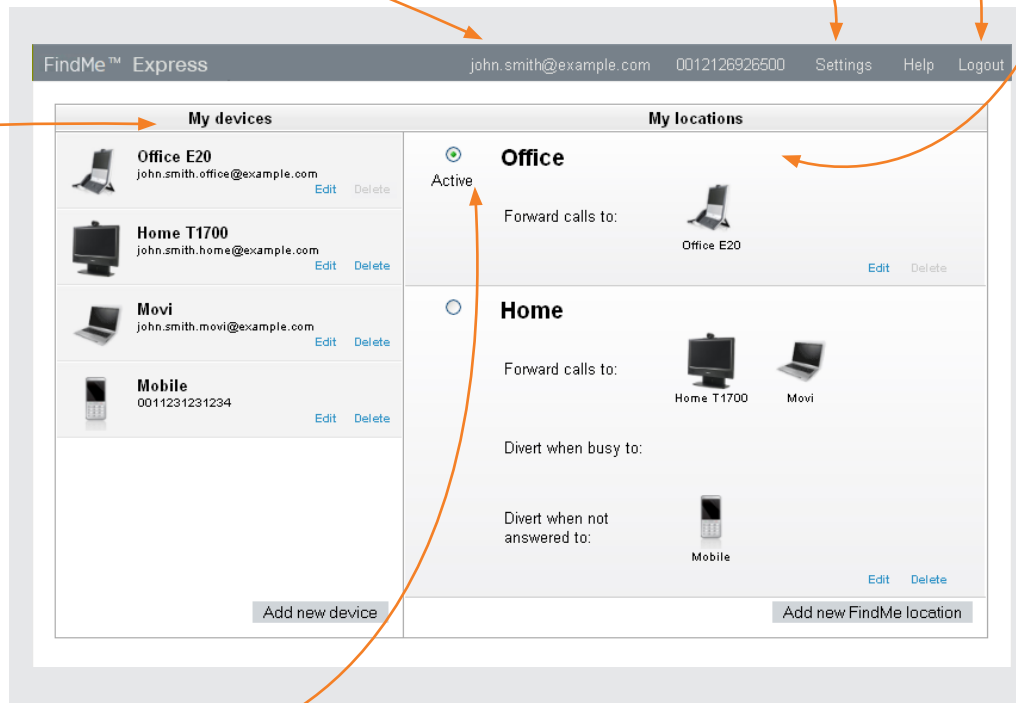 FindMe™ Express
john.smith@example.com 0012126926500 Settings Help Logout
My devices
Office E20
john.smith.office@example.com
Edit Delete
Home T1700
john.smith.home@example.com
Edit Delete
Movi
john.smith.movi@example.com
Edit Delete
Mobile
0011231231234
Edit Delete
Add new device
My locations
Active
Office
Forward calls to:
Office E20
Edit Delete
Home
Forward calls to:
Home T1700 Movi
Divert when busy to:
Divert when not
answered to:
Mobile
Edit Delete
Add new FindMe location